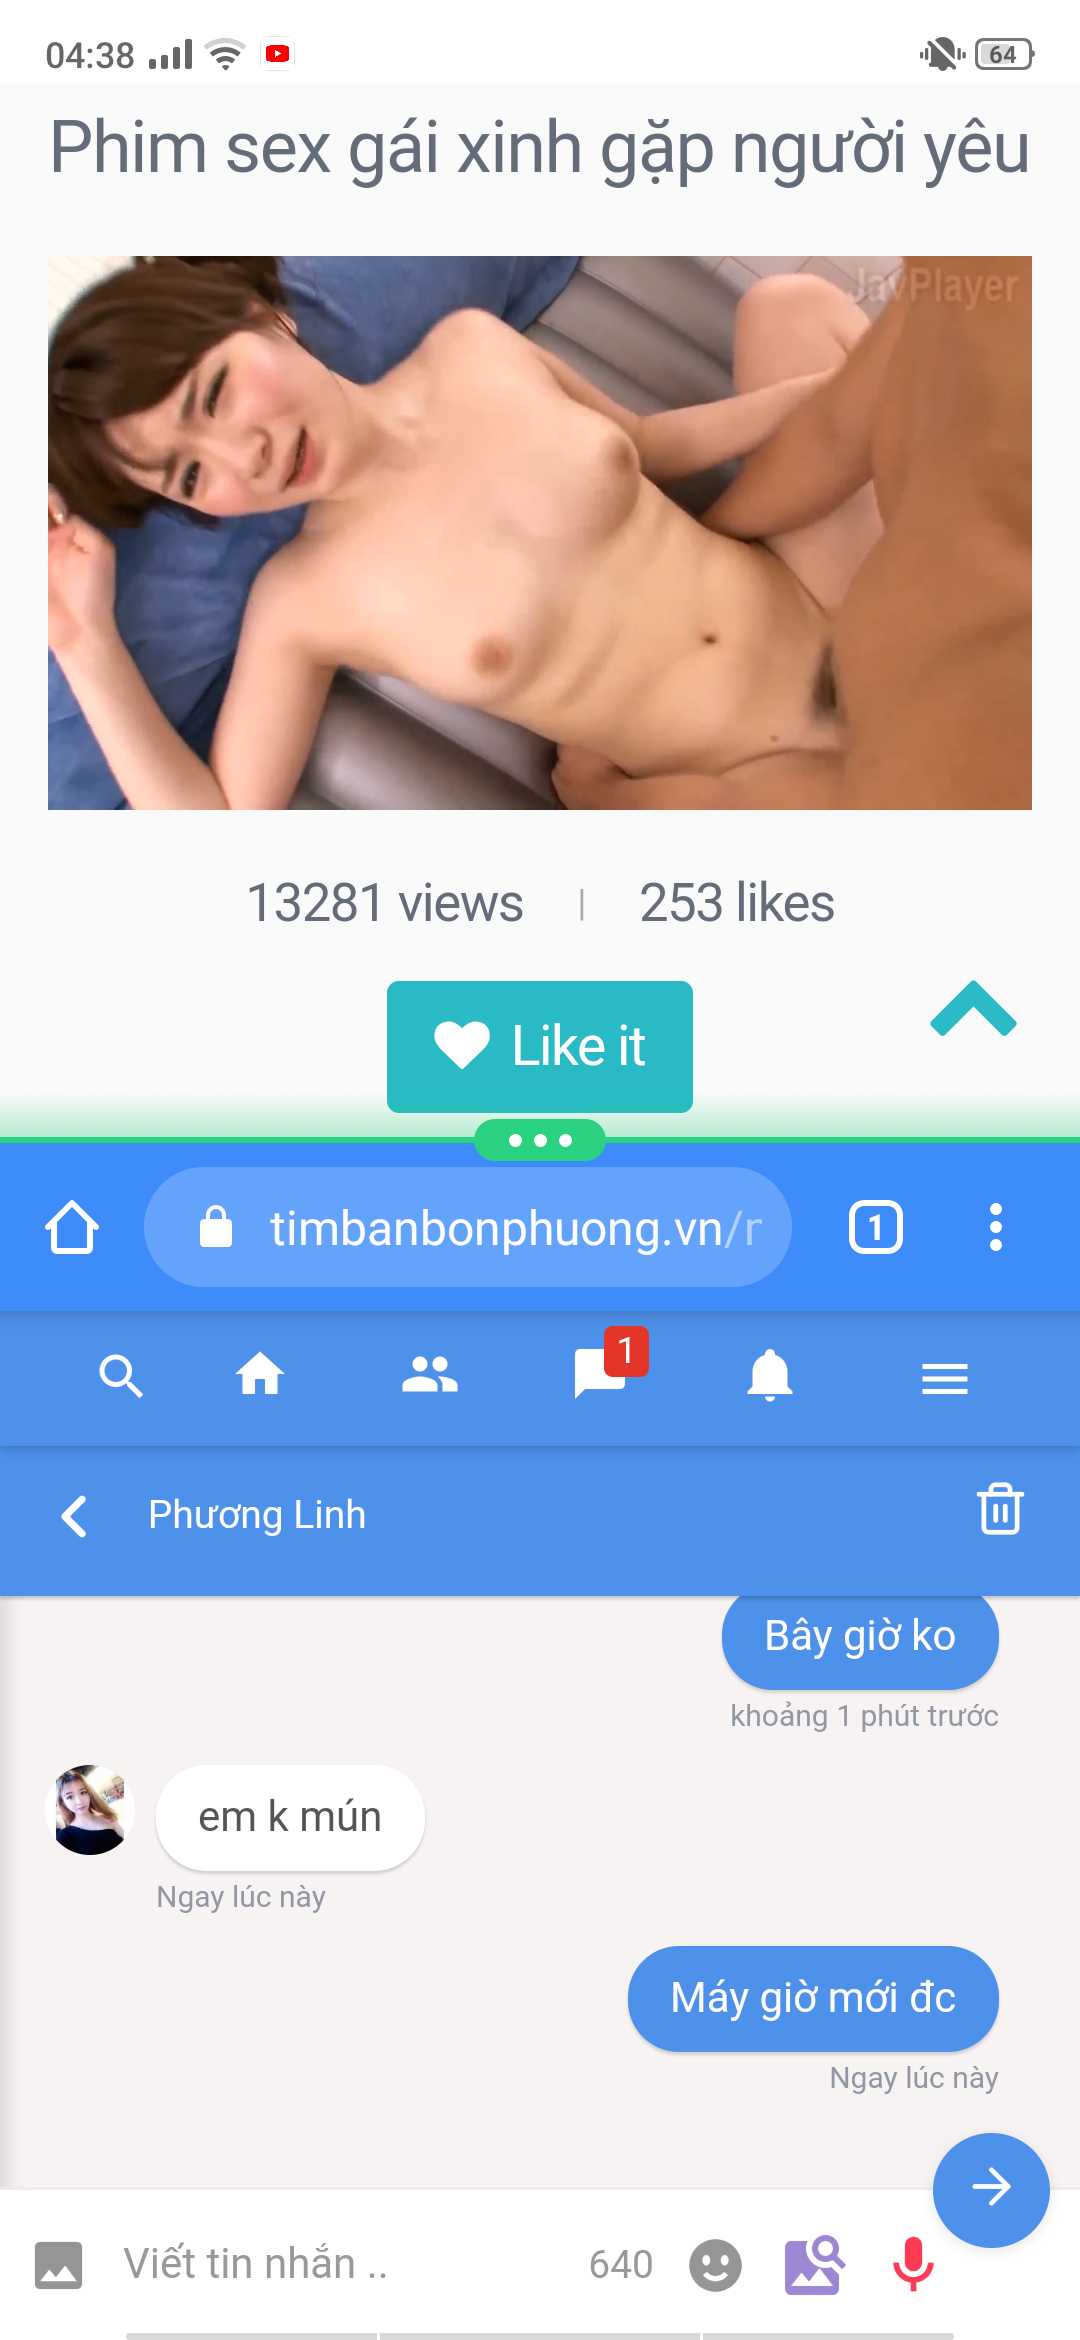 04:38
64
Phim sex gái xinh gặp người yêu
JavPlayer
13281 views | 253 likes
Like it
timbanbonphuong.vn/r
1
1
Phương Linh
Bây giờ ko
khoảng 1 phút trước
em k mún
Ngay lúc này
Máy giờ mới đc
Ngay lúc này
Viết tin nhắn ..
640